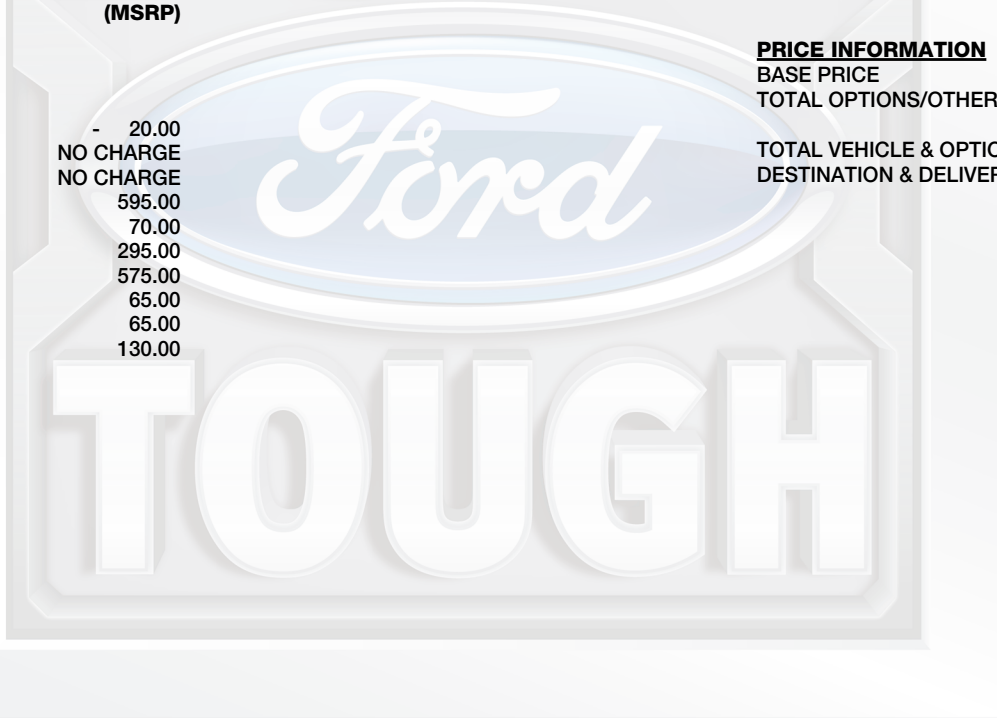 (MSRP)
- 20.00
NO CHARGE
NO CHARGE
595.00
70.00
295.00
575.00
65.00
65.00
130.00
PRICE INFORMATION
BASE PRICE
TOTAL OPTIONS/OTHER
TOTAL VEHICLE & OPTIO
DESTINATION & DELIVER
Ford
TOUGH